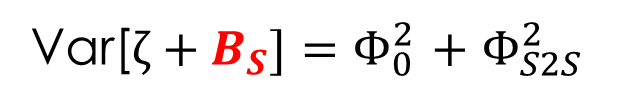 Var[ζ + B_S] = Φ_0^2 + Φ_{S2S}^2